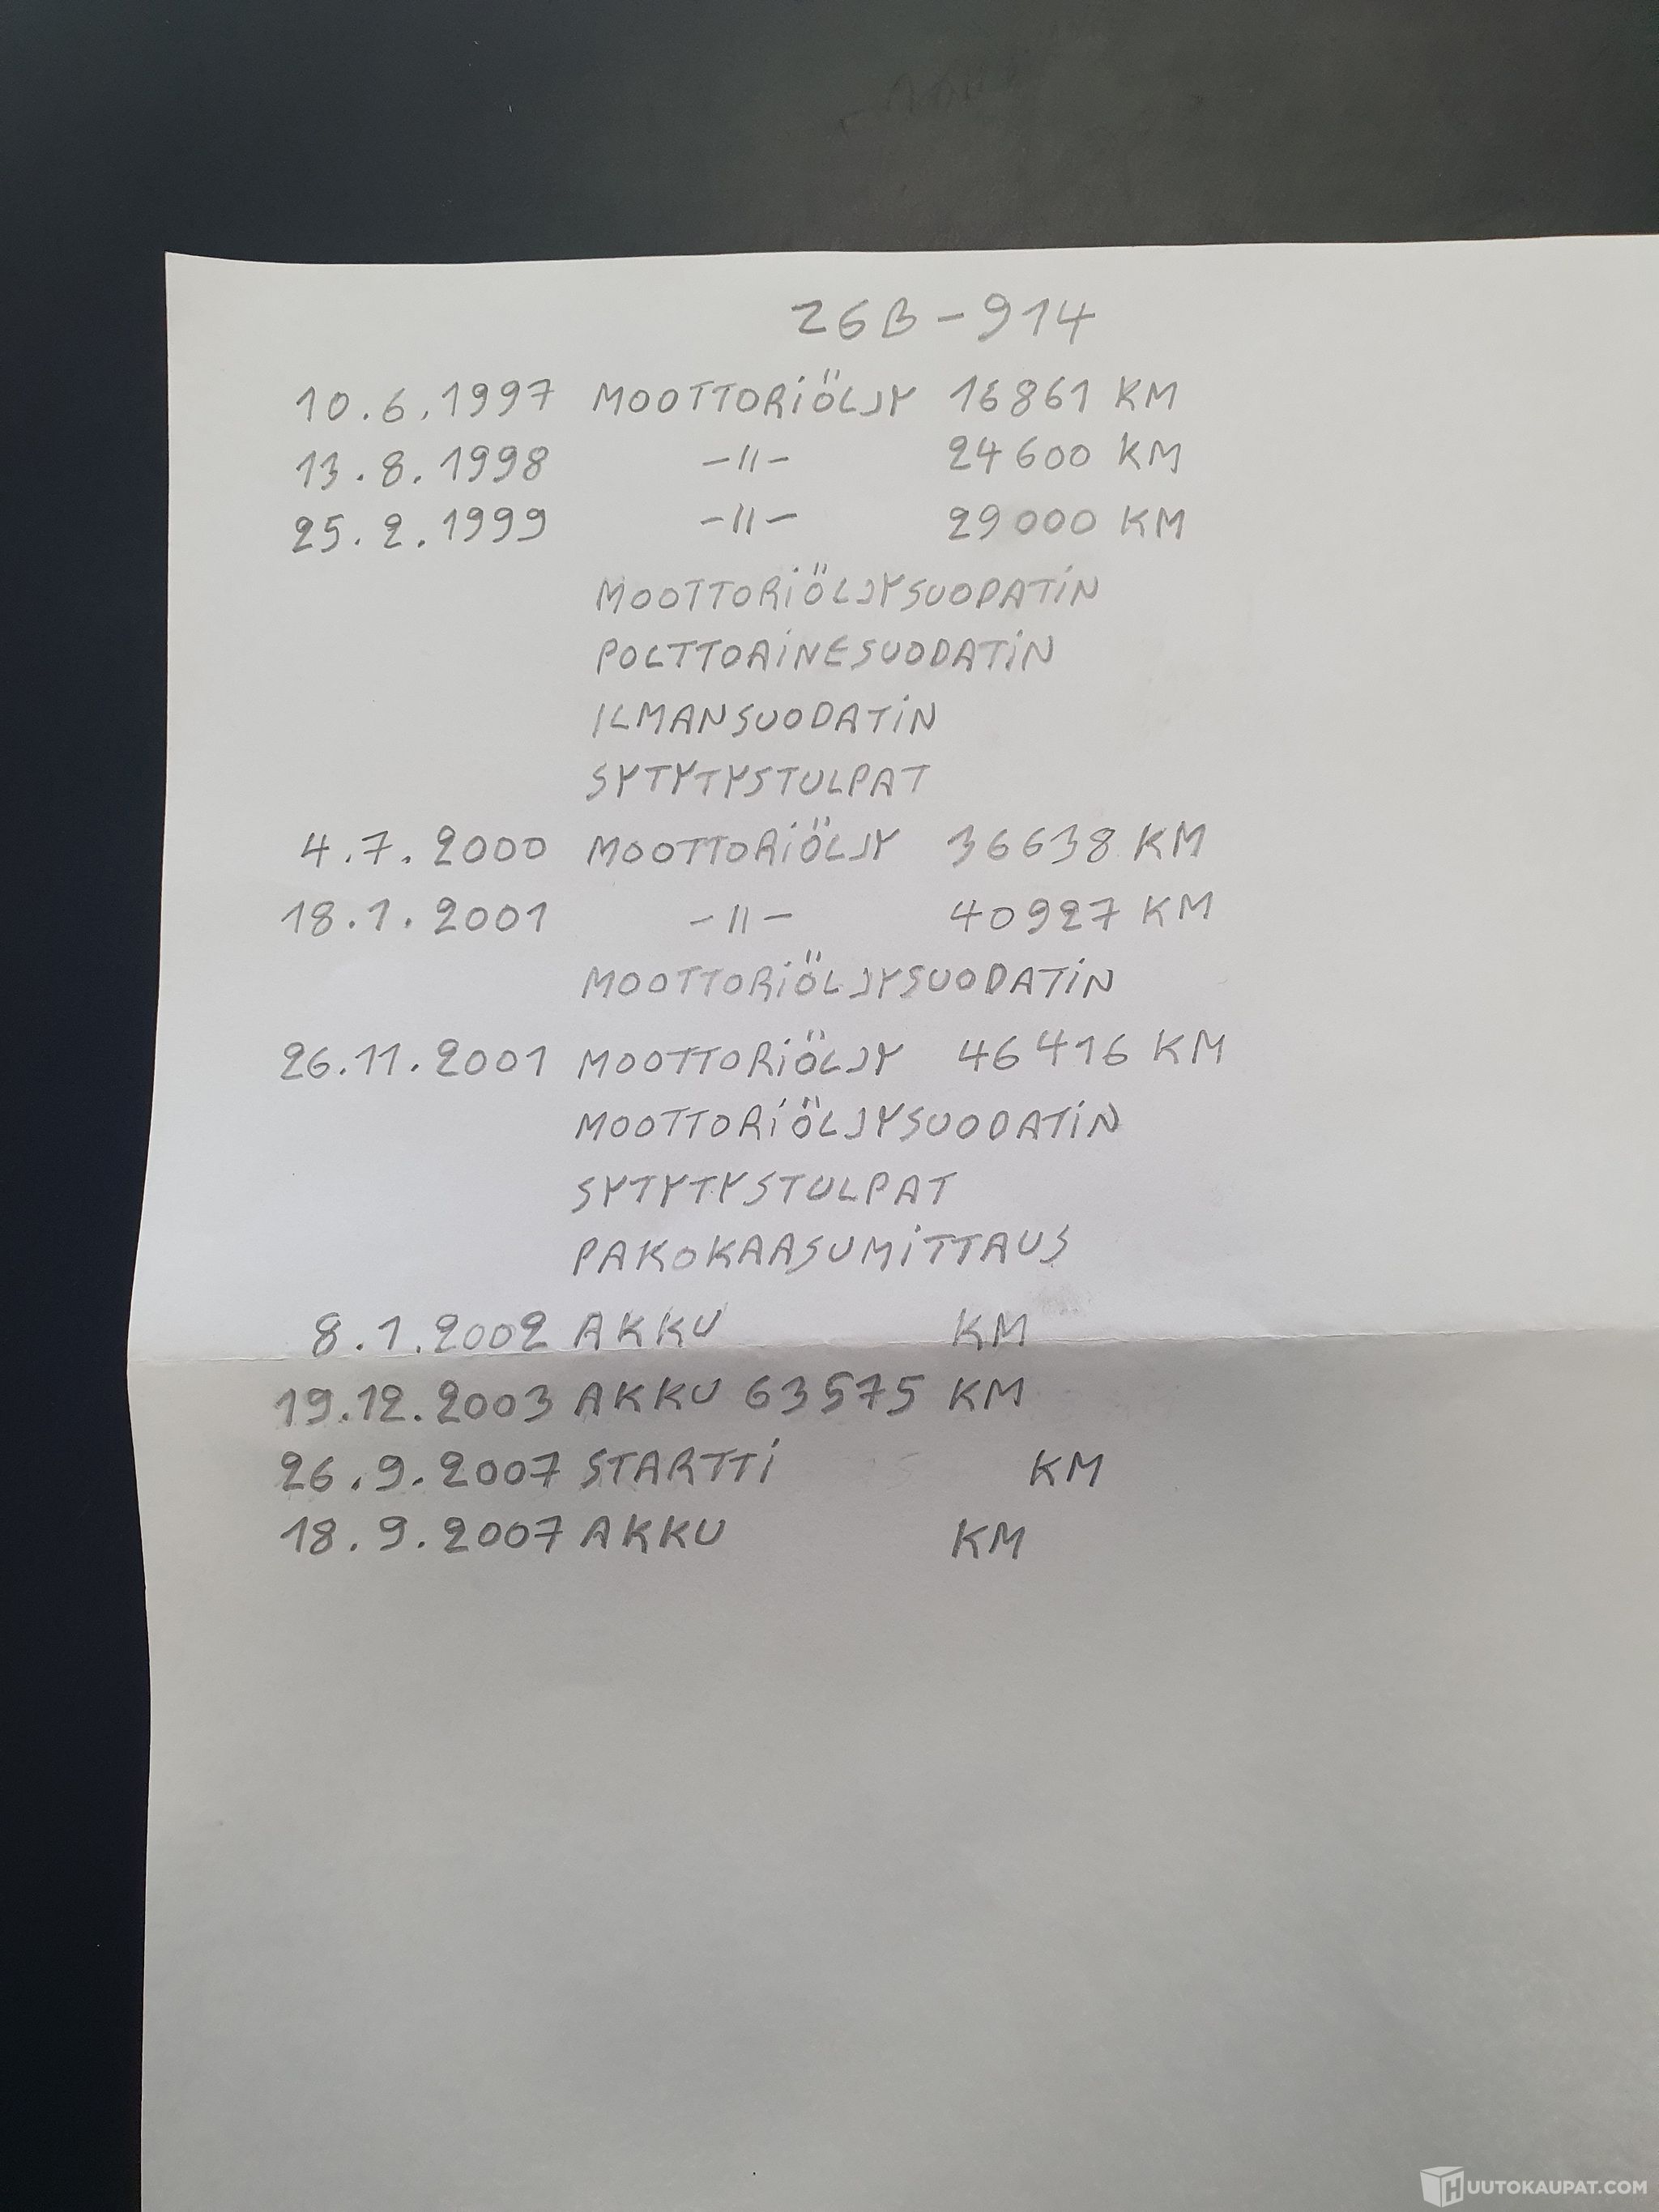 ZGB-914
10.6.1997 MOOTTORIÖLJY 16861 KM
13.8.1998 -11- 24600 KM
25.2.1999 -11- 29000 KM
MOOTTORIÖLJYSUODATIN
POLTTOAINESUODATIN
ILMANSUODATIN
SYTYTYSTULPAT
4.7.2000 MOOTTORIÖLJY 36638 KM
18.1.2001 -11- 40927 KM
MOOTTORIÖLJYSUODATIN
26.11.2001 MOOTTORIÖLJY 46416 KM
MOOTTORIÖLJYSUODATIN
SYTYTYSTULPAT
PAKOKAASUMITTAUS
8.1.2002 AKKU KM
19.12.2003 AKKU 63575 KM
26.9.2007 STARTTI KM
18.9.2007 AKKU KM
HUUTOKAUPAT.COM